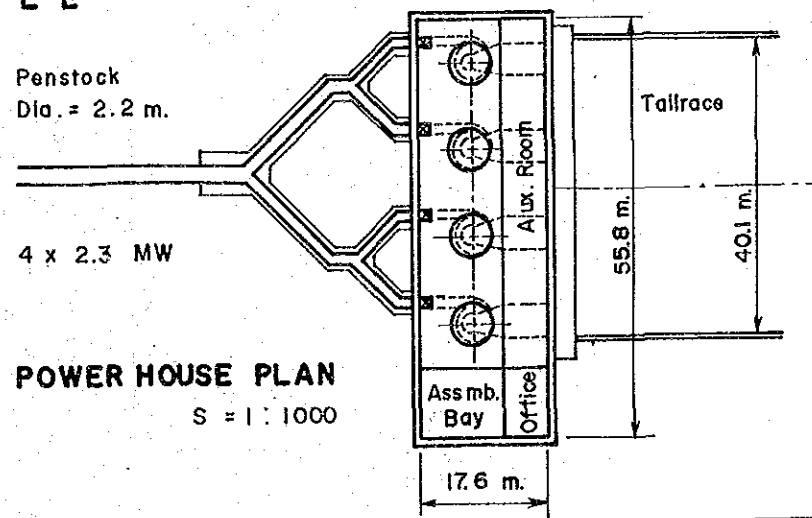 Penstock
Dia. = 2.2 m.
4 x 2.3 MW
POWER HOUSE PLAN
S = 1 : 1000
Aux. Room
Assmb.
Bay
Office
Tailrace
55.8 m.
40.1 m.
17.6 m.